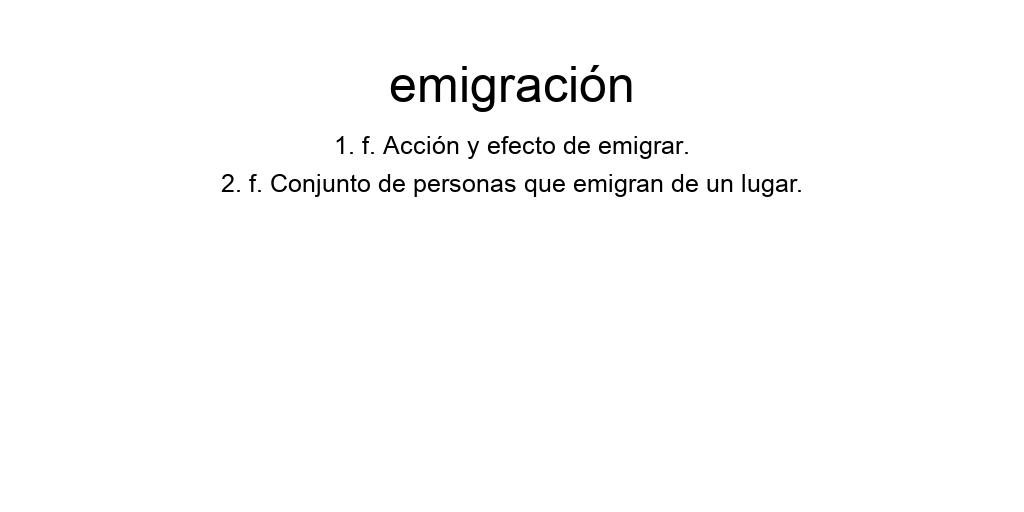 emigración
1. f. Acción y efecto de emigrar.
2. f. Conjunto de personas que emigran de un lugar.